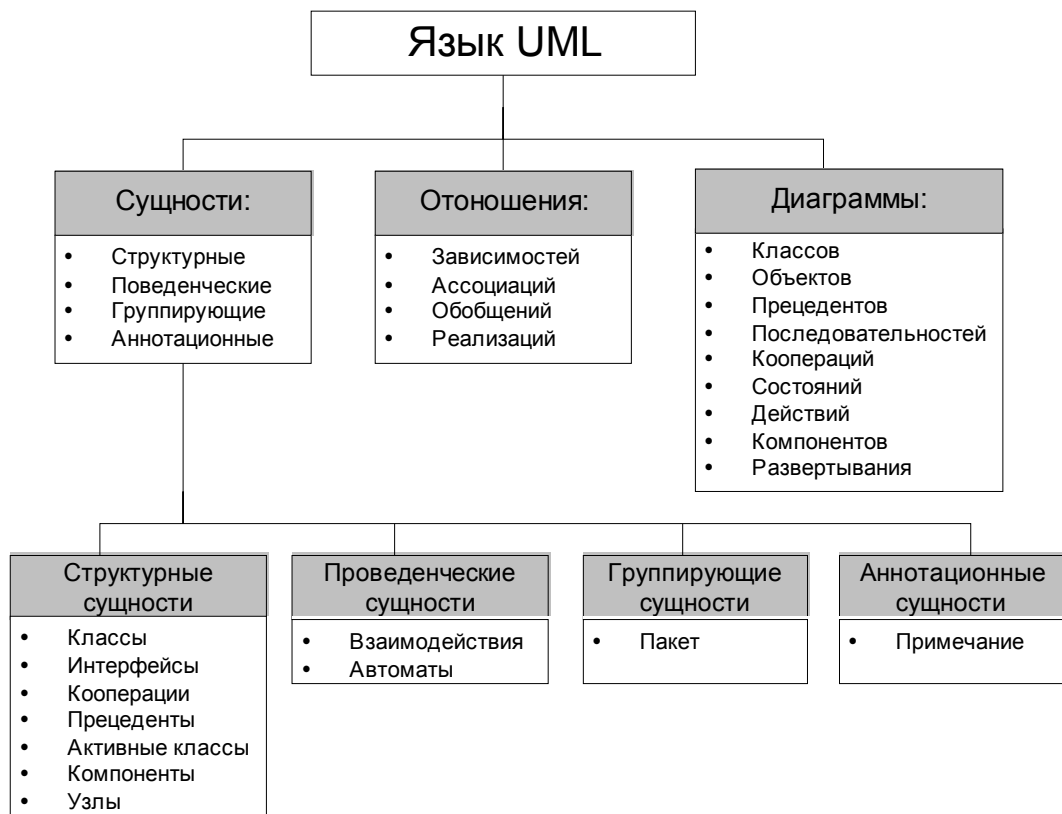 Язык UML
Сущности:
• Структурные
• Поведенческие
• Группирующие
• Аннотационные
Отоношения:
• Зависимостей
• Ассоциаций
• Обобщений
• Реализаций
Диаграммы:
• Классов
• Объектов
• Прецедентов
• Последовательностей
• Коопераций
• Состояний
• Действий
• Компонентов
• Развертывания
Структурные
сущности
• Классы
• Интерфейсы
• Кооперации
• Прецеденты
• Активные классы
• Компоненты
• Узлы
Проведенческие
сущности
• Взаимодействия
• Автоматы
Группирующие
сущности
• Пакет
Аннотационные
сущности
• Примечание